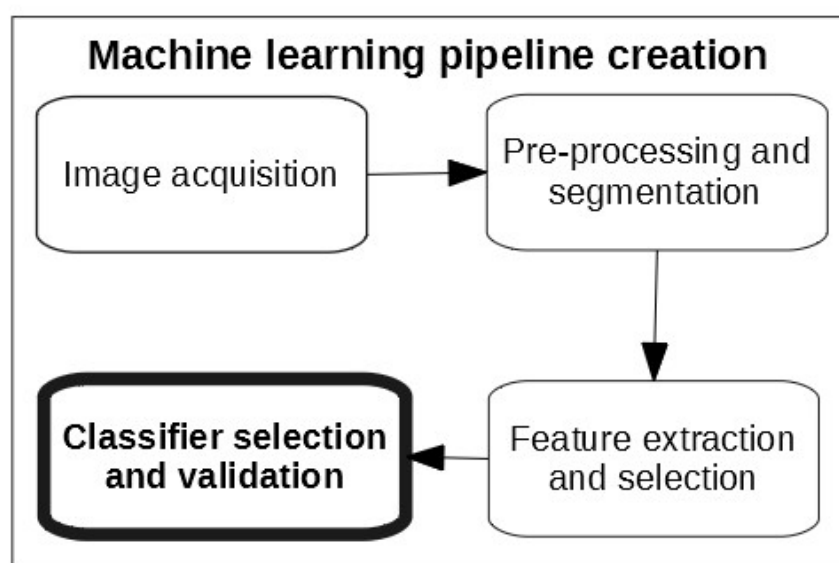 Machine learning pipeline creation
Image acquisition
Pre-processing and
segmentation
Feature extraction
and selection
Classifier selection
and validation